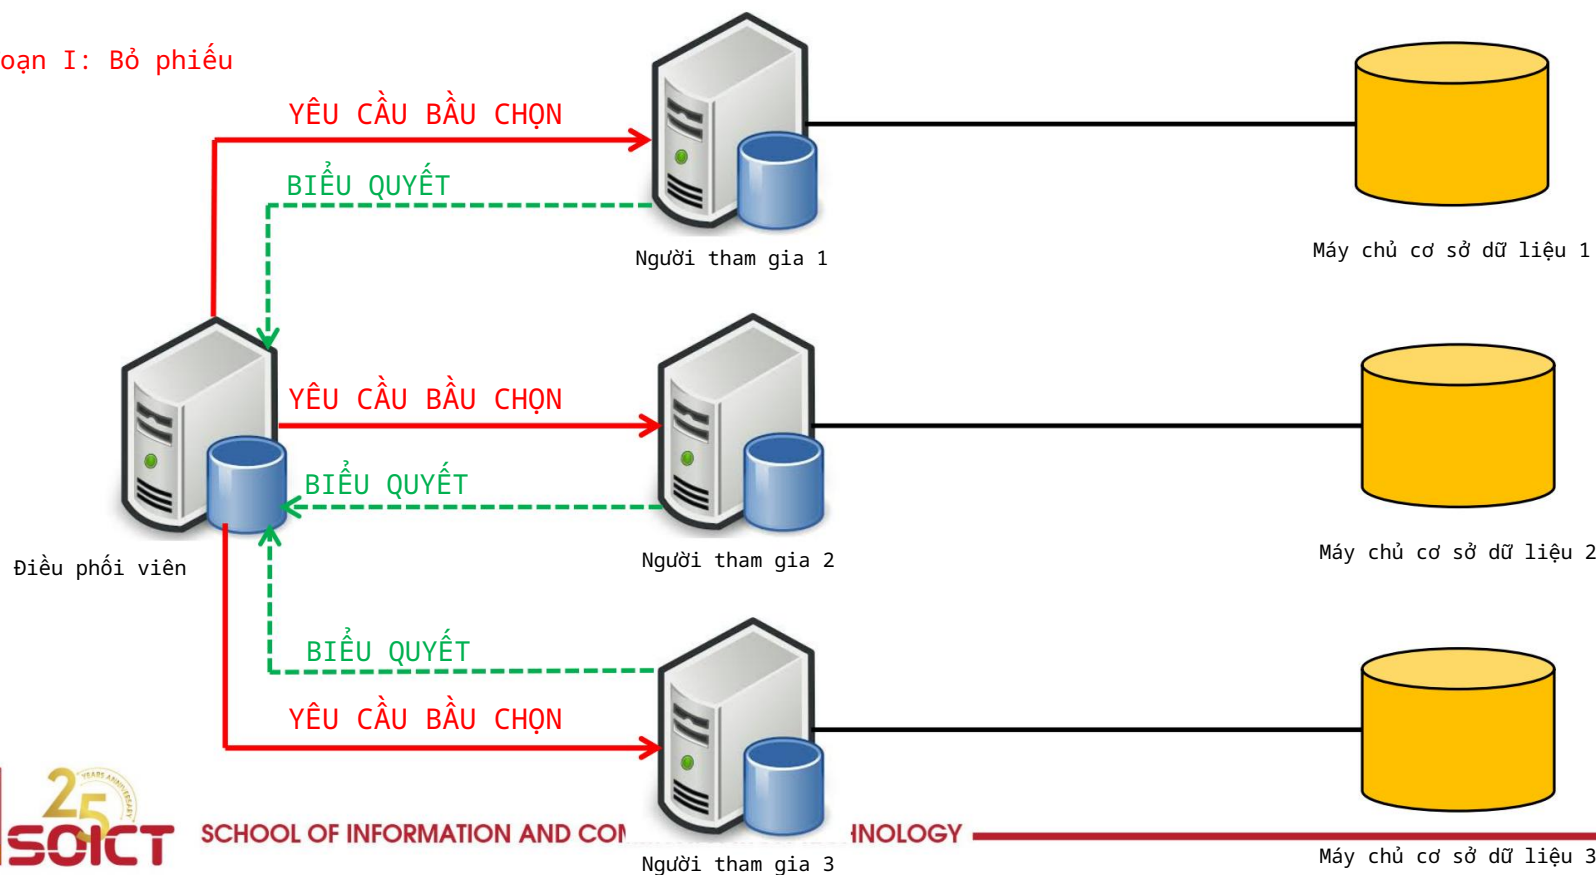 oạn I: Bỏ phiếu
YÊU CẦU BẦU CHỌN
BIỂU QUYẾT
Người tham gia 1
Máy chủ cơ sở dữ liệu 1
YÊU CẦU BẦU CHỌN
BIỂU QUYẾT
Điều phối viên
Người tham gia 2
Máy chủ cơ sở dữ liệu 2
BIỂU QUYẾT
YÊU CẦU BẦU CHỌN
25
YEARS ANNIVERSARY
SOICT
SCHOOL OF INFORMATION AND CO
NOLOGY
Người tham gia 3
Máy chủ cơ sở dữ liệu 3